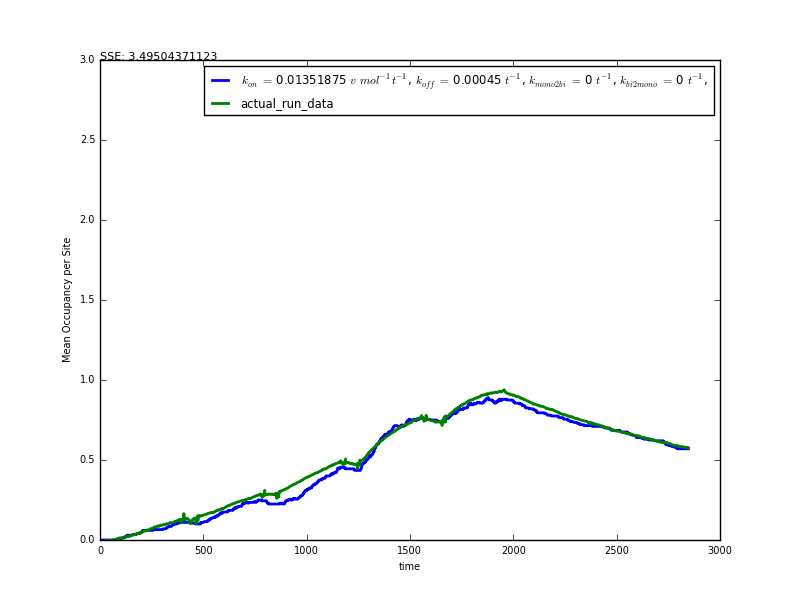 SSE: 3.49504371123
3.0
k_on = 0.01351875 v mol^-1 t^-1, k_off = 0.00045 t^-1, k_mono2bi = 0 t^-1, k_bi2mono = 0 t^-1,
actual_run_data
2.5
2.0
Mean Occupancy per Site
1.5
1.0
0.5
0.0
0 500 1000 1500 2000 2500 3000
time